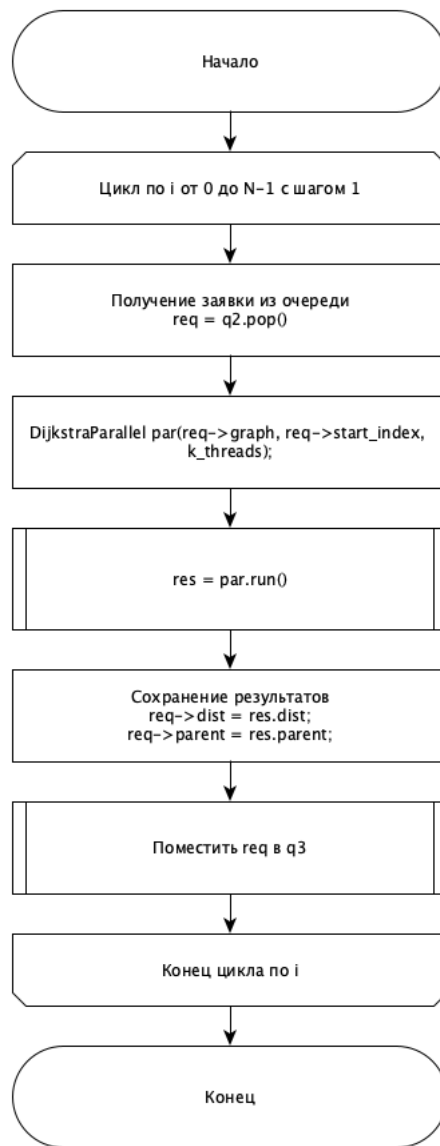 Начало
Цикл по i от 0 до N-1 с шагом 1
Получение заявки из очереди
req = q2.pop()
DijkstraParallel par(req->graph, req->start_index,
k_threads);
res = par.run()
Сохранение результатов
req->dist = res.dist;
req->parent = res.parent;
Поместить req в q3
Конец цикла по i
Конец